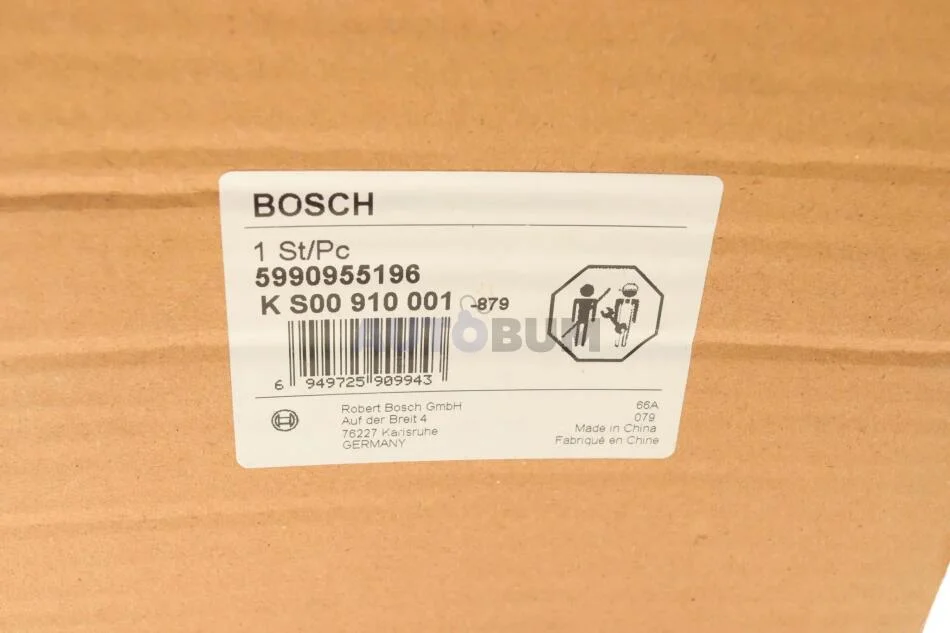 BOSCH
1 St/Pc
5990955196
K S00 910 001 -879
AUTOBUM
6 949725 909943
Robert Bosch GmbH
Auf der Breit 4
76227 Karlsruhe
GERMANY
66A
079
Made in China
Fabriqué en Chine